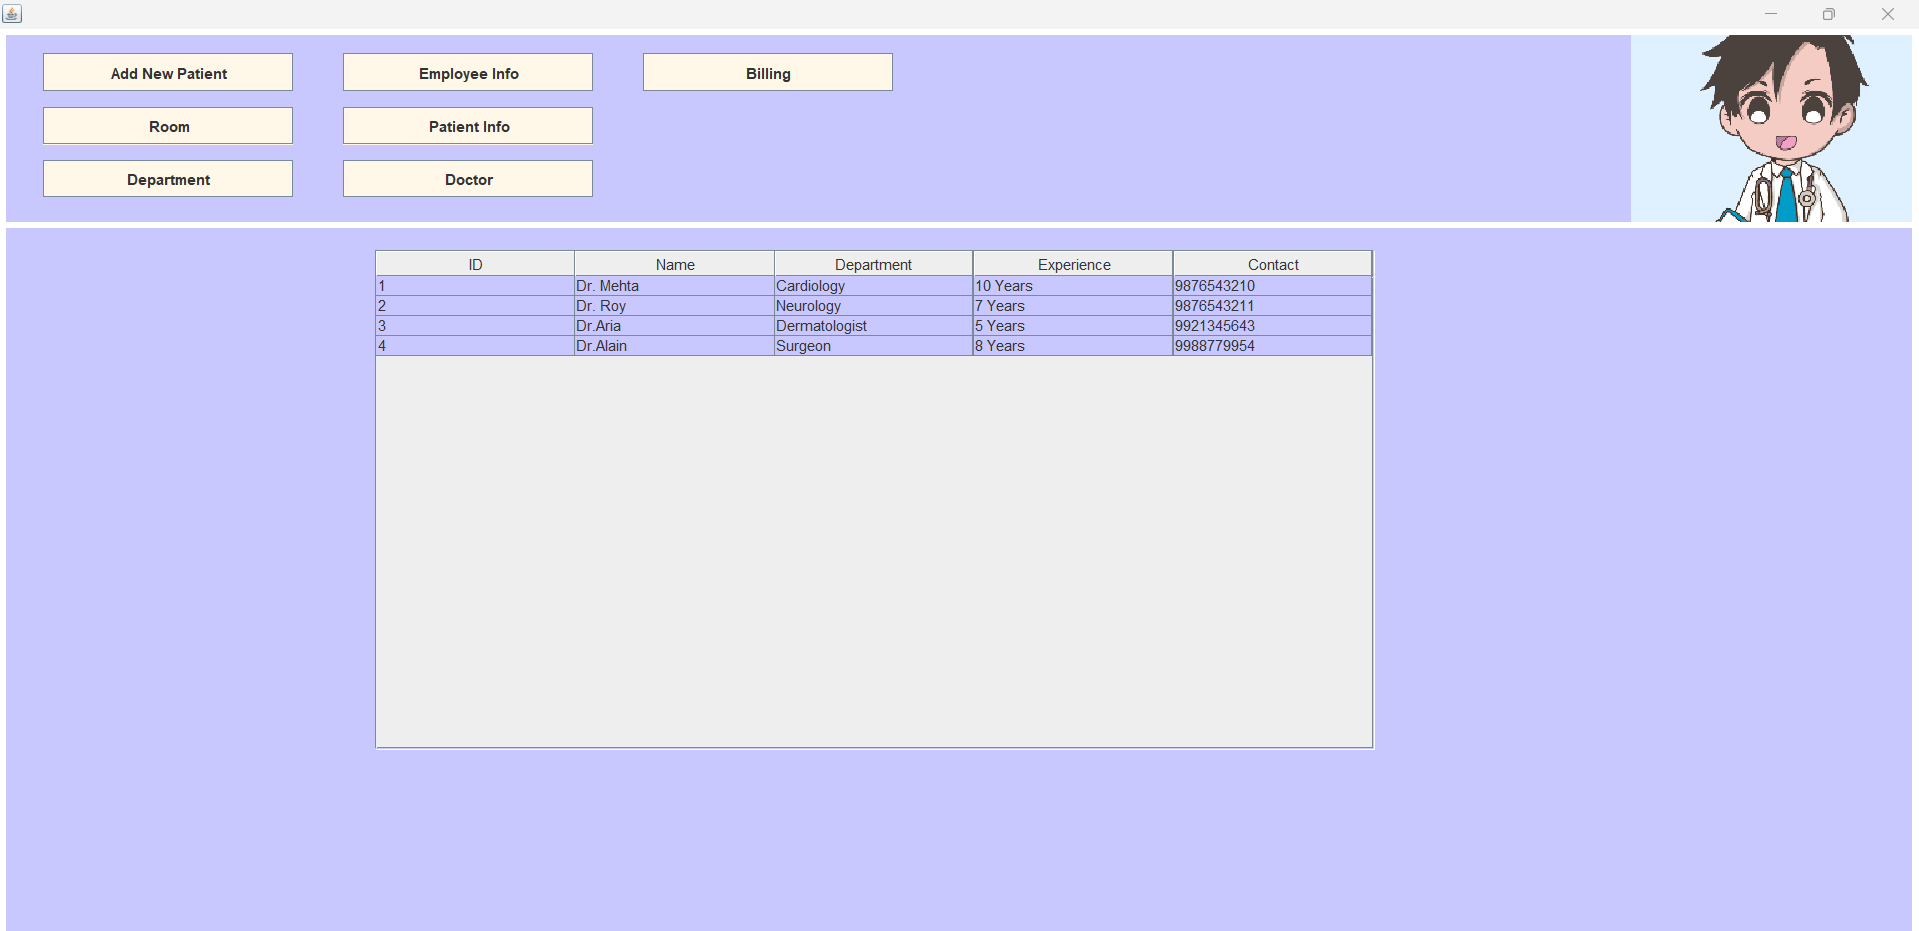 Add New Patient Employee Info Billing
Room Patient Info
Department Doctor
ID Name Department Experience Contact
1 Dr. Mehta Cardiology 10 Years 9876543210
2 Dr. Roy Neurology 7 Years 9876543211
3 Dr.Aria Dermatologist 5 Years 9921345643
4 Dr.Alain Surgeon 8 Years 9988779954